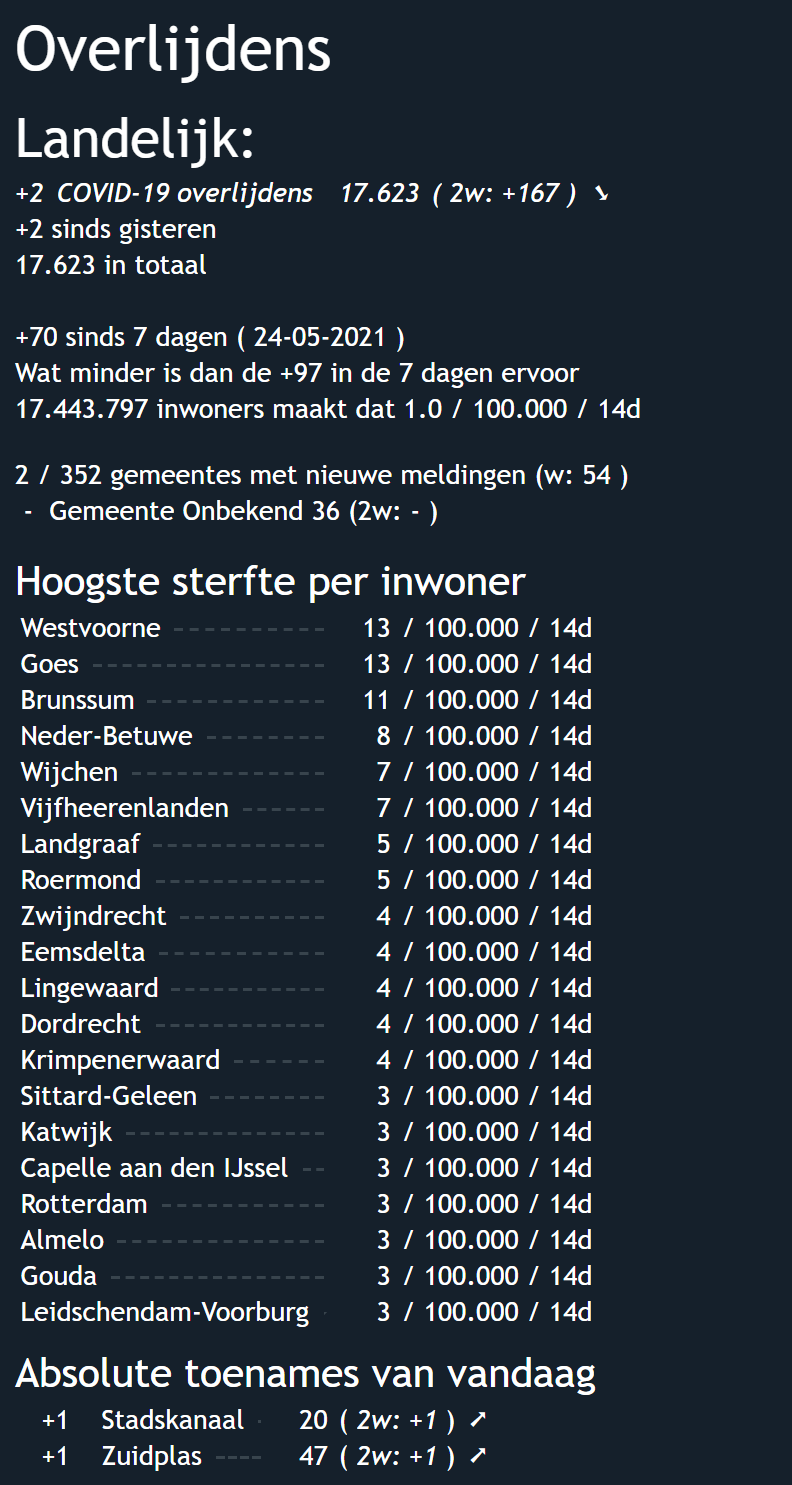 Overlijdens
Landelijk:
+2 COVID-19 overlijdens 17.623 ( 2w: +167 ) ➘
+2 sinds gisteren
17.623 in totaal
+70 sinds 7 dagen ( 24-05-2021 )
Wat minder is dan de +97 in de 7 dagen ervoor
17.443.797 inwoners maakt dat 1.0 / 100.000 / 14d
2 / 352 gemeentes met nieuwe meldingen (w: 54 )
- Gemeente Onbekend 36 (2w: - )
Hoogste sterfte per inwoner
Westvoorne ---------- 13 / 100.000 / 14d
Goes --------------- 13 / 100.000 / 14d
Brunssum ------------ 11 / 100.000 / 14d
Neder-Betuwe -------- 8 / 100.000 / 14d
Wijchen ------------- 7 / 100.000 / 14d
Vijfheerenlanden ------ 7 / 100.000 / 14d
Landgraaf ----------- 5 / 100.000 / 14d
Roermond ----------- 5 / 100.000 / 14d
Zwijndrecht ---------- 4 / 100.000 / 14d
Eemsdelta ----------- 4 / 100.000 / 14d
Lingewaard ---------- 4 / 100.000 / 14d
Dordrecht ----------- 4 / 100.000 / 14d
Krimpenerwaard ------ 4 / 100.000 / 14d
Sittard-Geleen -------- 3 / 100.000 / 14d
Katwijk ------------- 3 / 100.000 / 14d
Capelle aan den IJssel -- 3 / 100.000 / 14d
Rotterdam ----------- 3 / 100.000 / 14d
Almelo -------------- 3 / 100.000 / 14d
Gouda -------------- 3 / 100.000 / 14d
Leidschendam-Voorburg - 3 / 100.000 / 14d
Absolute toenames van vandaag
+1 Stadskanaal - 20 ( 2w: +1 ) ➚
+1 Zuidplas --- 47 ( 2w: +1 ) ➚